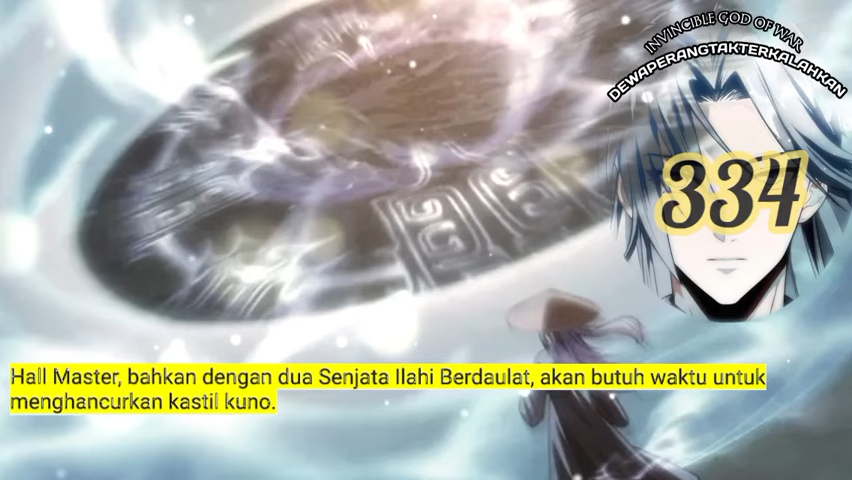 INVINCIBLE GOD OF WAR
DEWAPERANGTAKTERKALAHKAN
334
Hall Master, bahkan dengan dua Senjata Ilahi Berdaulat, akan butuh waktu untuk
menghancurkan kastil kuno.